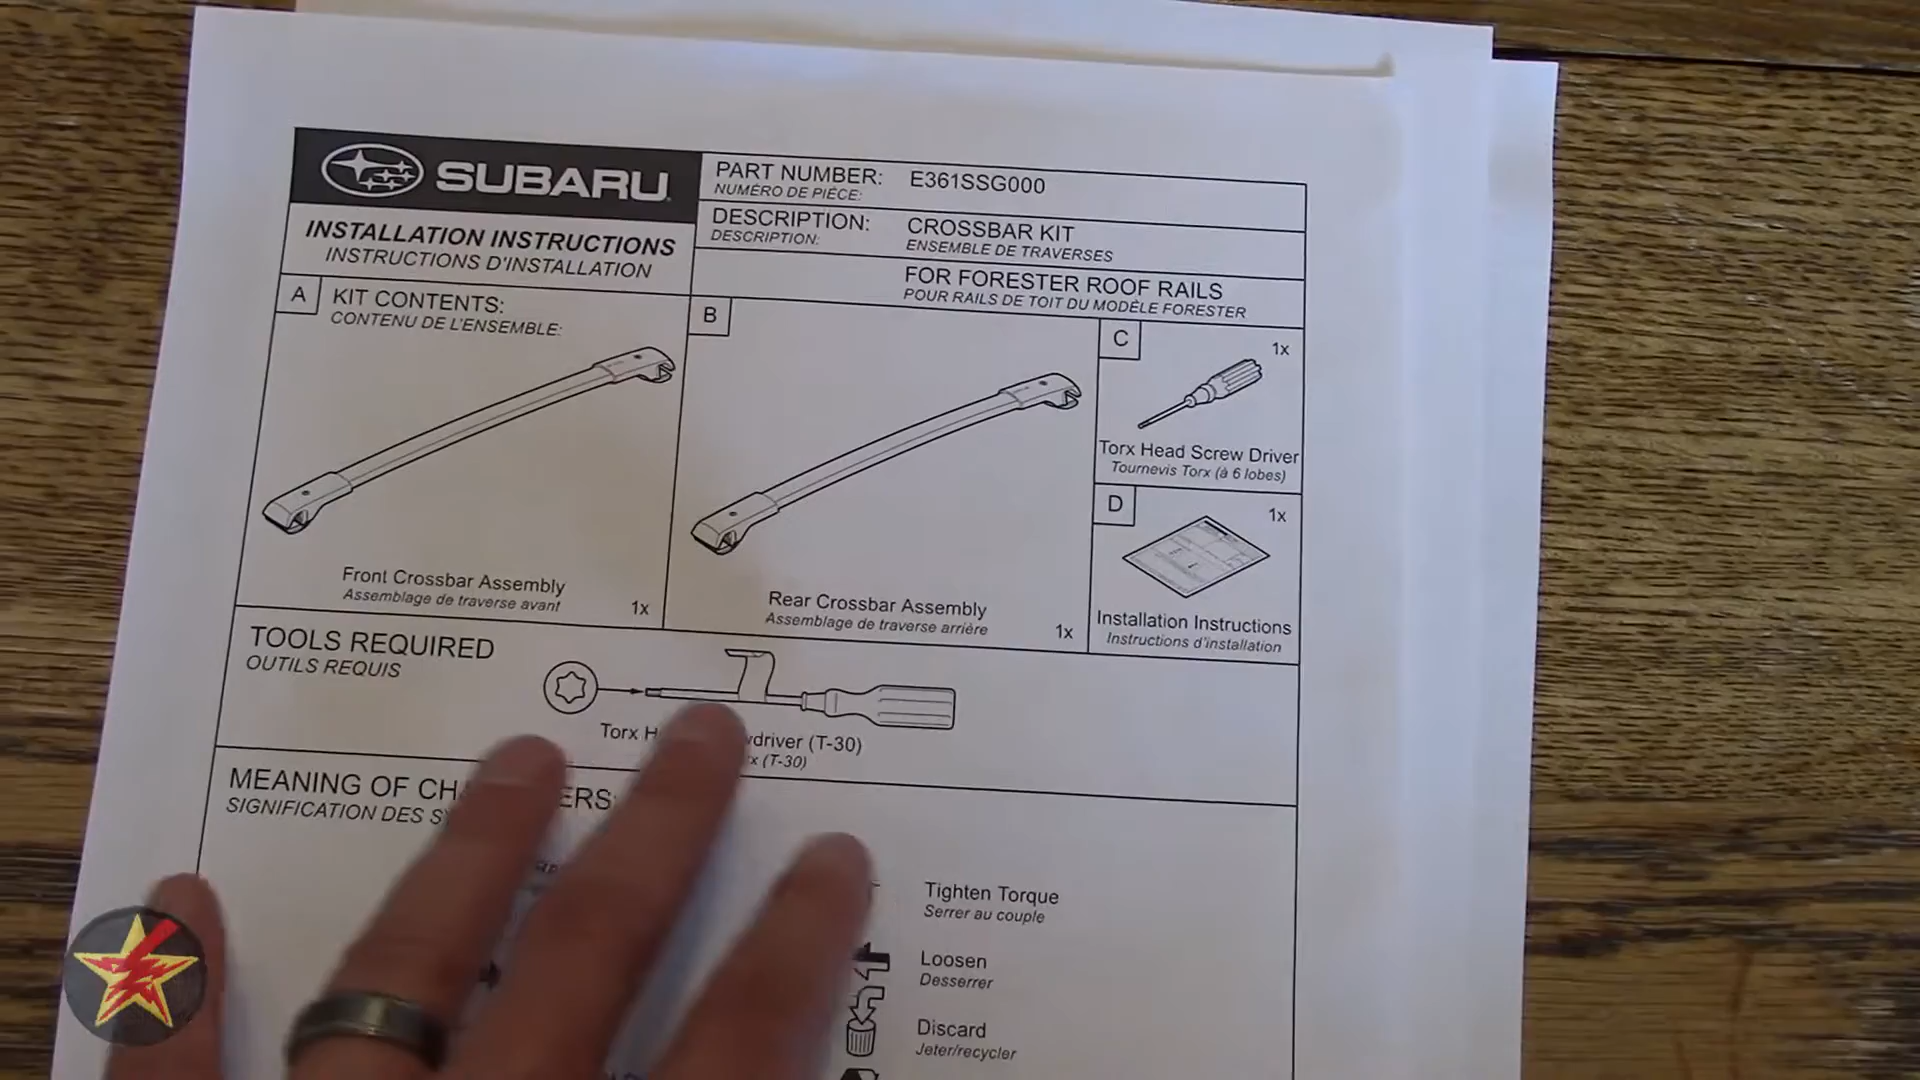 SUBARU
INSTALLATION INSTRUCTIONS
INSTRUCTIONS D'INSTALLATION
PART NUMBER: E361SSG000
NUMÉRO DE PIÈCE:
DESCRIPTION: CROSSBAR KIT
DESCRIPTION: ENSEMBLE DE TRAVERSES
FOR FORESTER ROOF RAILS
POUR RAILS DE TOIT DU MODÈLE FORESTER
A
KIT CONTENTS:
CONTENU DE L'ENSEMBLE:
Front Crossbar Assembly
Assemblage de traverse avant
1x
B
Rear Crossbar Assembly
Assemblage de traverse arrière
1x
C
1x
Torx Head Screw Driver
Tournevis Torx (à 6 lobes)
D
1x
Installation Instructions
Instructions d'installation
TOOLS REQUIRED
OUTILS REQUIS
Torx (T-30)
(T-30)
MEANING OF
SIGNIFICATION DES
Tighten Torque
Serrer au couple
Loosen
Desserrer
Discard
Jeter/recycler